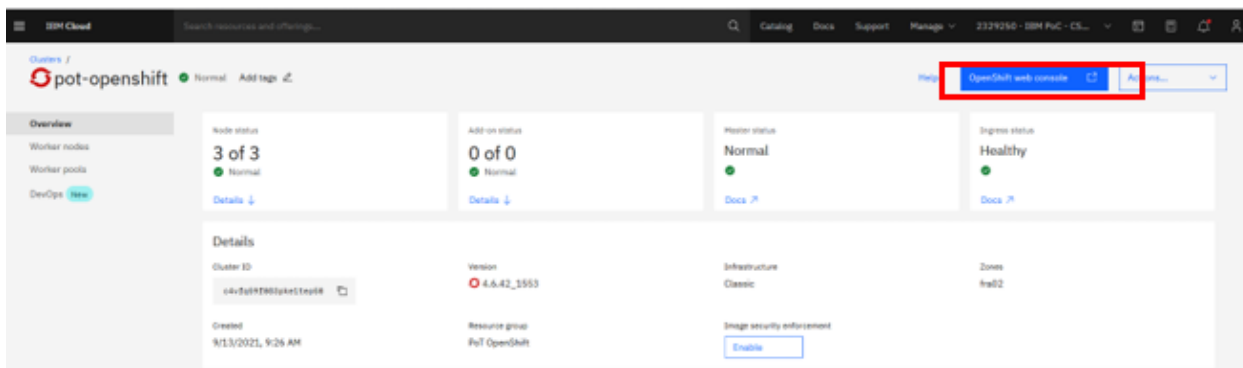 IBM Cloud
Search resources and offerings...
Catalog
Docs
Support
Manage
2329250 - IBM PoC - CS...
Clusters /
pot-openshift
Normal
Add tags
Help
OpenShift web console
Actions...
Overview
Worker nodes
Worker pools
DevOps
New
Node status
3 of 3
Normal
Details
Add-on status
0 of 0
Normal
Details
Master status
Normal
Docs
Ingress status
Healthy
Docs
Details
Cluster ID
Version
4.6.42_1553
Infrastructure
Classic
Zones
fra02
Created
9/13/2021, 9:26 AM
Resource group
PoT OpenShift
Image security enforcement
Enable